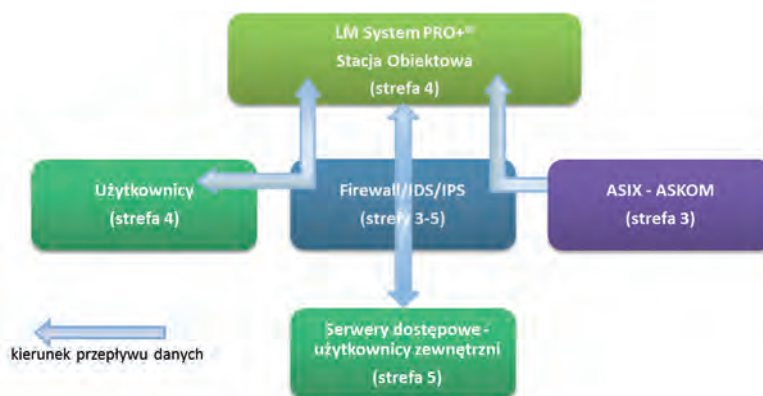 LM System PRO+®
Stacja Obiektowa
(strefa 4)
Użytkownicy
(strefa 4)
Firewall/IDS/IPS
(strefy 3-5)
ASIX - ASKOM
(strefa 3)
kierunek przepływu danych
Serwery dostępowe -
użytkownicy zewnętrzni
(strefa 5)